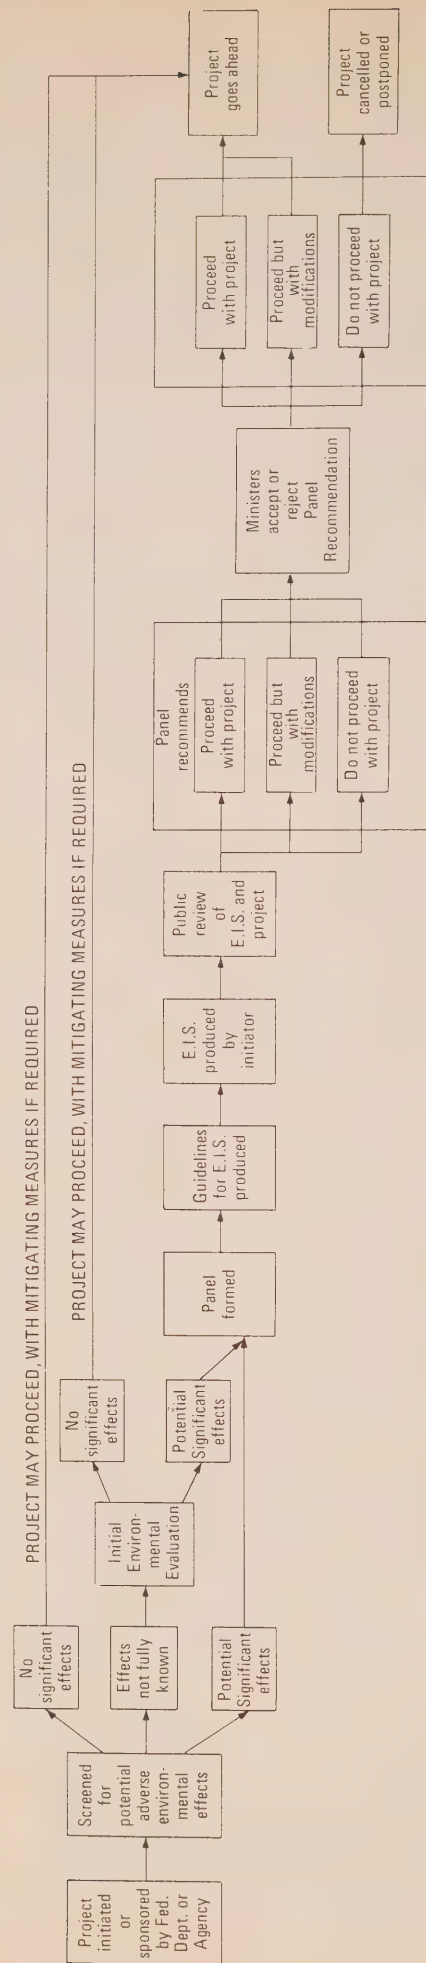 Project
initiated
or
sponsored
by Fed.
Dept. or
Agency
Screened
for
potential
adverse
environ-
mental
effects
No
significant
effects
Effects
not fully
known
Potential
Significant
effects
Initial
Environ-
mental
Evaluation
No
significant
effects
Potential
Significant
effects
PROJECT MAY PROCEED, WITH MITIGATING MEASURES IF REQUIRED
PROJECT MAY PROCEED, WITH MITIGATING MEASURES IF REQUIRED
Panel
formed
Guidelines
for E.I.S.
produced
E.I.S.
produced
by
initiator
Public
review
of
E.I.S. and
project
Panel
recommends
Proceed
with project
Proceed but
with
modifications
Do not proceed
with project
Ministers
accept or
reject
Panel
Recommendation
Proceed
with project
Proceed but
with
modifications
Do not proceed
with project
Project
goes ahead
Project
cancelled or
postponed